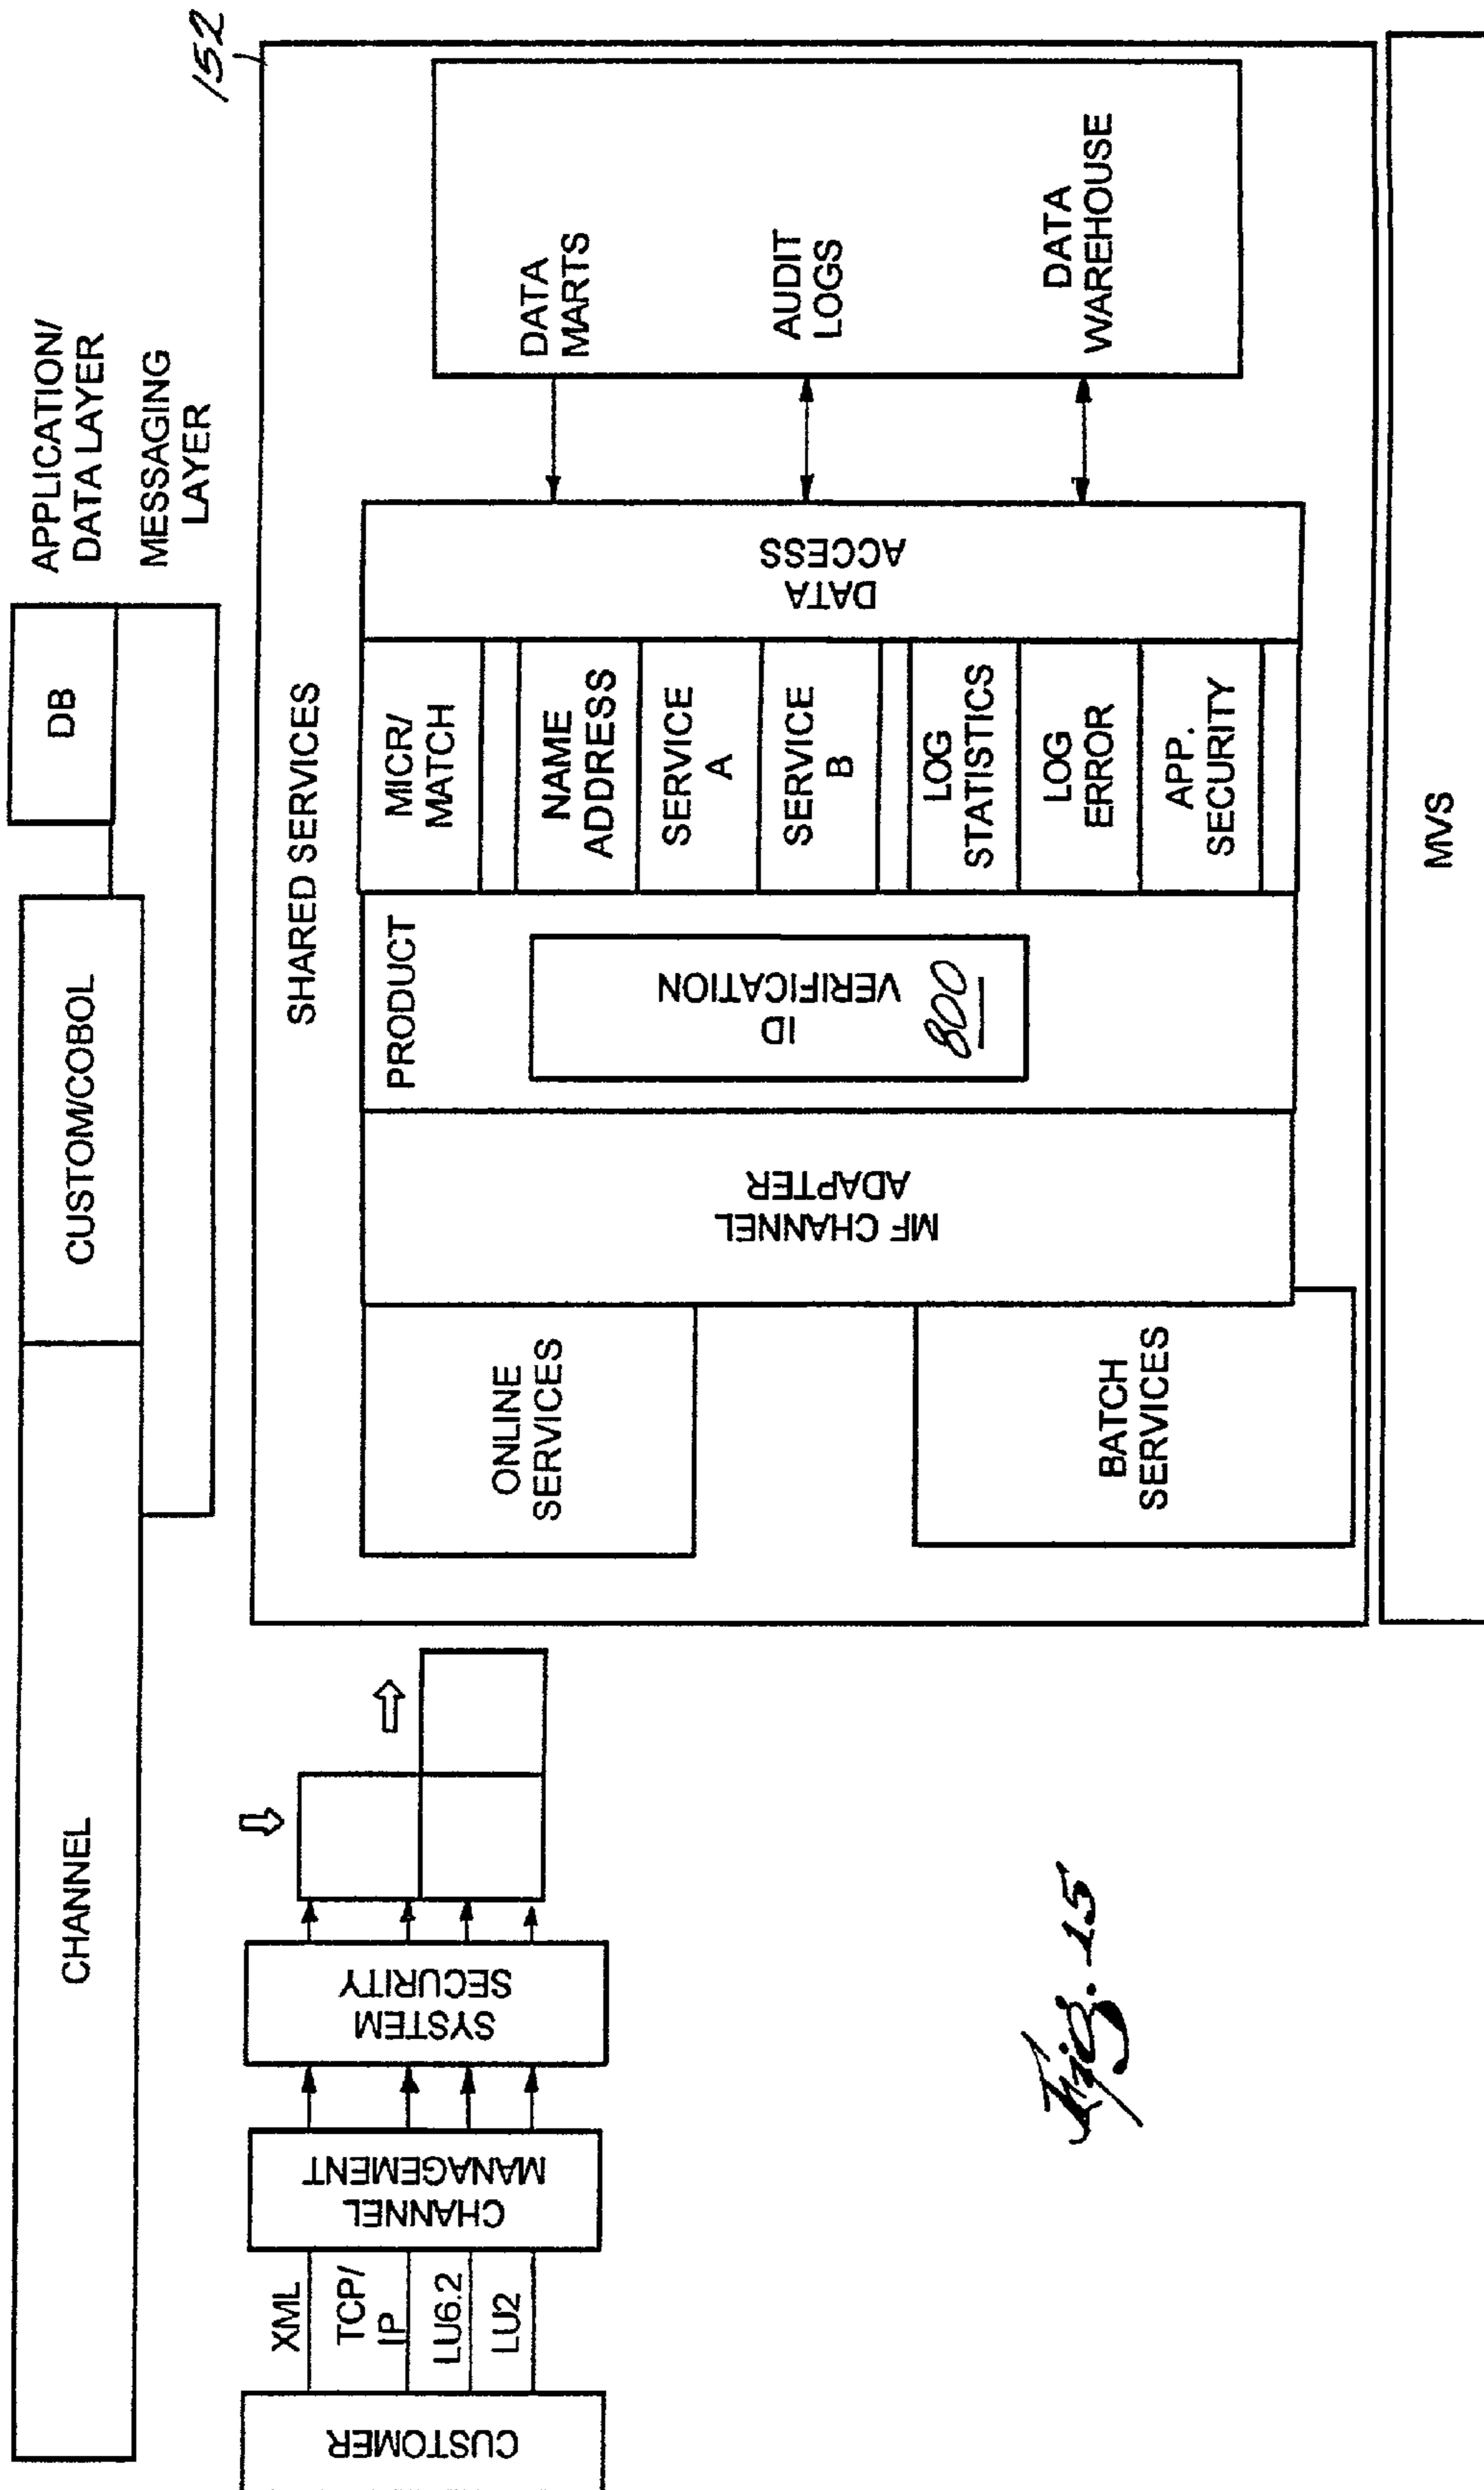 CHANNEL
CUSTOM/COBOL
DB
APPLICATION/
DATA LAYER
MESSAGING
LAYER
152
CUSTOMER
XML
TCP/
IP
LU6.2
LU2
CHANNEL
MANAGEMENT
SYSTEM
SECURITY
SHARED SERVICES
ONLINE
SERVICES
BATCH
SERVICES
MF CHANNEL
ADAPTER
PRODUCT
ID
VERIFICATION
800
MICR/
MATCH
NAME
ADDRESS
SERVICE
A
SERVICE
B
LOG
STATISTICS
LOG
ERROR
APP.
SECURITY
DATA
ACCESS
DATA
MARTS
AUDIT
LOGS
DATA
WAREHOUSE
MVS
Fig. 15